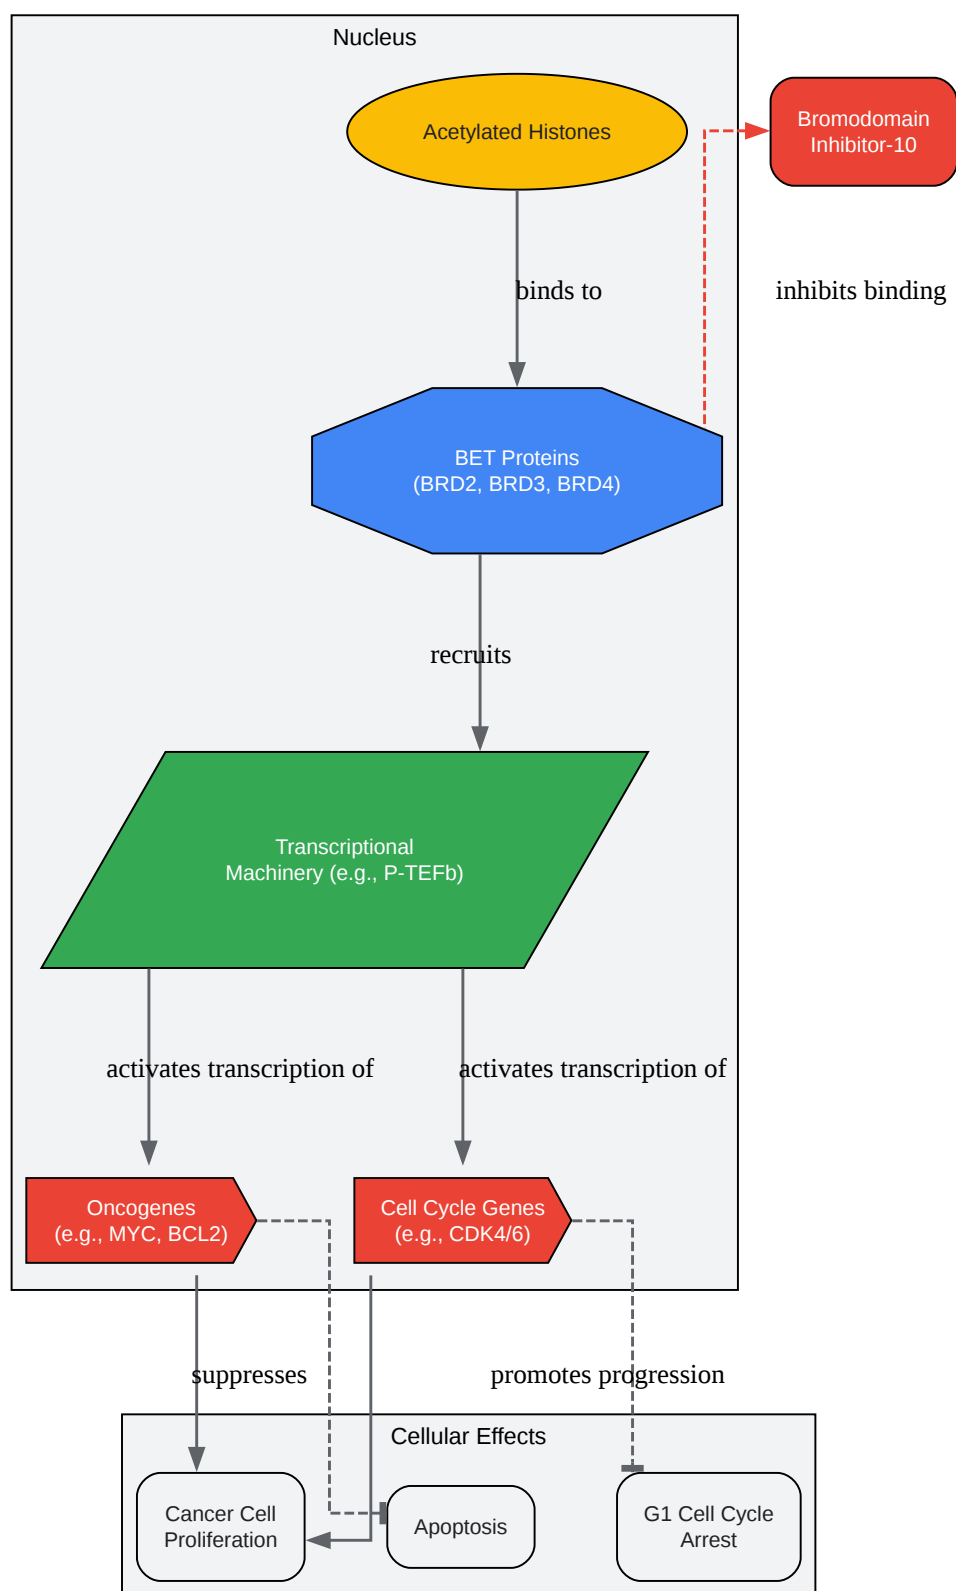 Nucleus
Acetylated Histones
Bromodomain
Inhibitor-10
binds to
inhibits binding
BET Proteins
(BRD2, BRD3, BRD4)
recruits
Transcriptional
Machinery (e.g., P-TEFb)
activates transcription of
activates transcription of
Oncogenes
(e.g., MYC, BCL2)
Cell Cycle Genes
(e.g., CDK4/6)
suppresses
promotes progression
Cellular Effects
Cancer Cell
Proliferation
Apoptosis
G1 Cell Cycle
Arrest